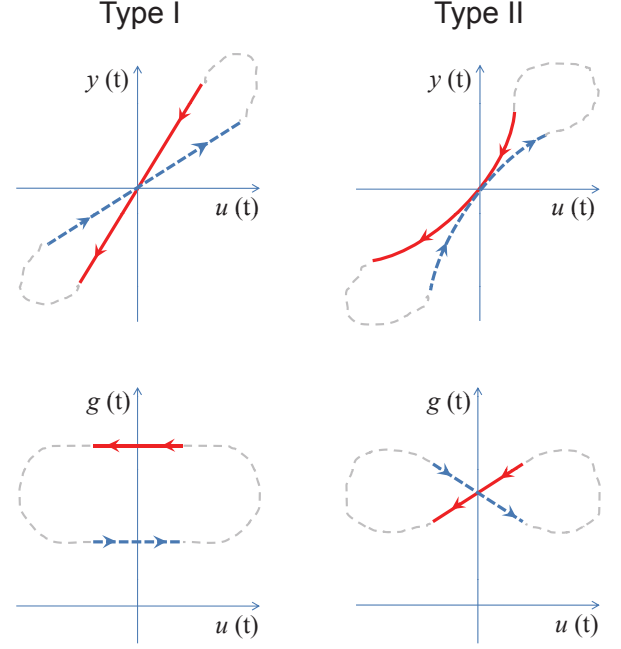 Type I
Type II
y (t)
y (t)
u (t)
u (t)
g (t)
g (t)
u (t)
u (t)